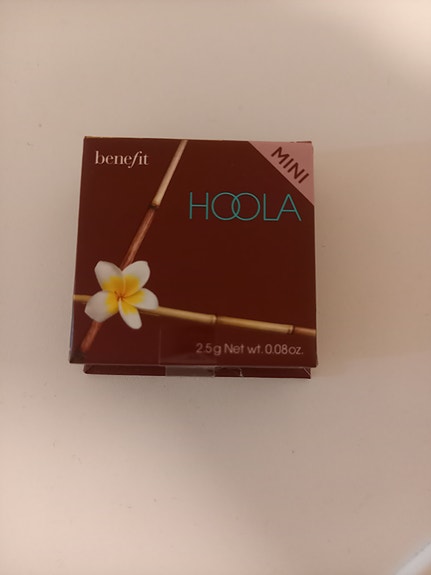 benefit
MINI
HOOLA
2.5g Net wt. 0.08oz.